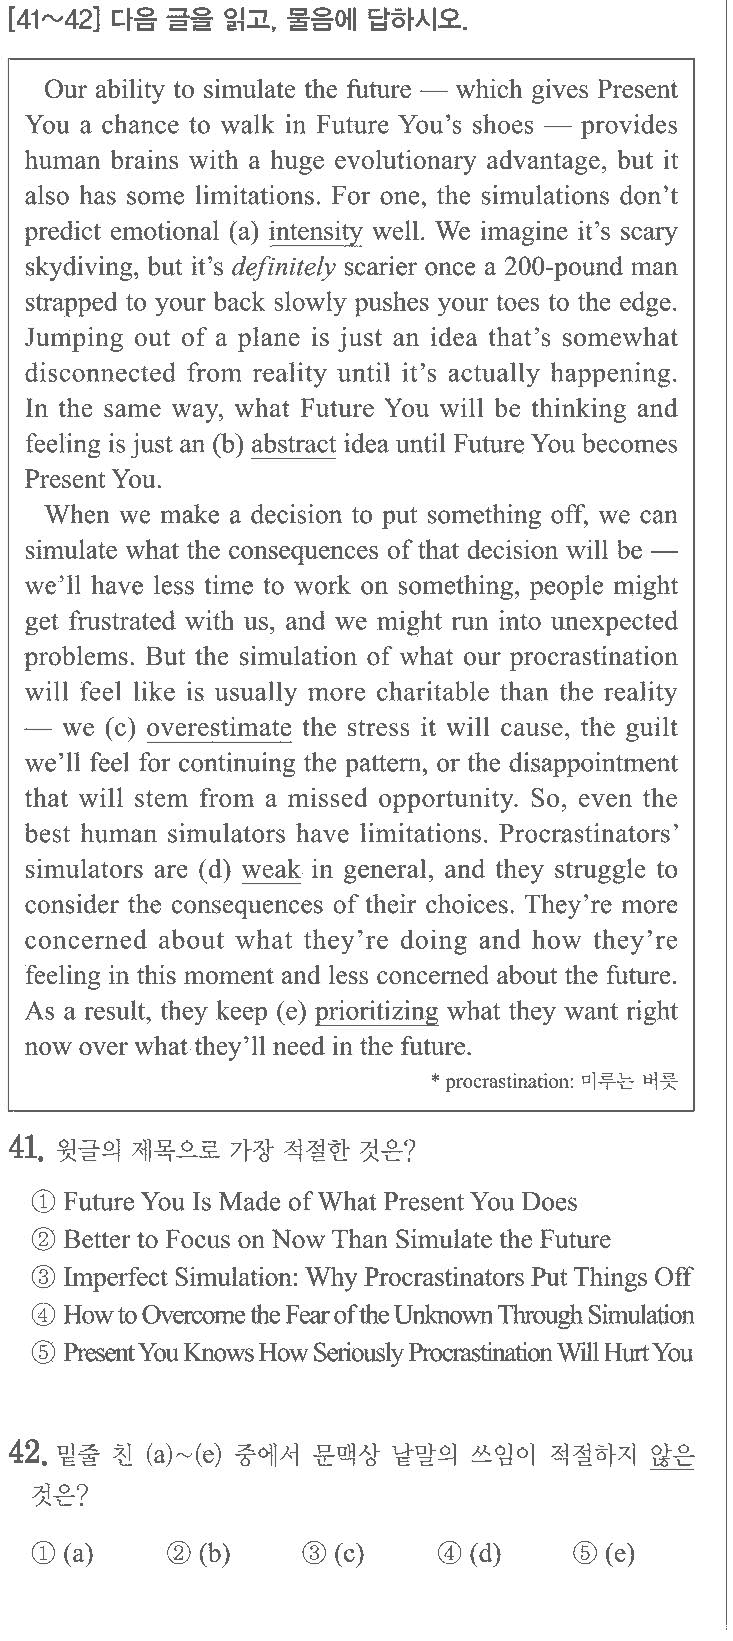 [41～42] 다음 글을 읽고, 물음에 답하시오.
Our ability to simulate the future — which gives Present
You a chance to walk in Future You's shoes — provides
human brains with a huge evolutionary advantage, but it
also has some limitations. For one, the simulations don't
predict emotional (a) intensity well. We imagine it's scary
skydiving, but it's definitely scarier once a 200-pound man
strapped to your back slowly pushes your toes to the edge.
Jumping out of a plane is just an idea that's somewhat
disconnected from reality until it's actually happening.
In the same way, what Future You will be thinking and
feeling is just an (b) abstract idea until Future You becomes
Present You.
When we make a decision to put something off, we can
simulate what the consequences of that decision will be —
we'll have less time to work on something, people might
get frustrated with us, and we might run into unexpected
problems. But the simulation of what our procrastination
will feel like is usually more charitable than the reality
— we (c) overestimate the stress it will cause, the guilt
we'll feel for continuing the pattern, or the disappointment
that will stem from a missed opportunity. So, even the
best human simulators have limitations. Procrastinators'
simulators are (d) weak in general, and they struggle to
consider the consequences of their choices. They're more
concerned about what they're doing and how they're
feeling in this moment and less concerned about the future.
As a result, they keep (e) prioritizing what they want right
now over what they'll need in the future.
* procrastination: 미루는 버릇
41. 윗글의 제목으로 가장 적절한 것은?
① Future You Is Made of What Present You Does
② Better to Focus on Now Than Simulate the Future
③ Imperfect Simulation: Why Procrastinators Put Things Off
④ How to Overcome the Fear of the Unknown Through Simulation
⑤ Present You Knows How Seriously Procrastination Will Hurt You
42. 밑줄 친 (a)~(e) 중에서 문맥상 낱말의 쓰임이 적절하지 않은
것은?
① (a) ② (b) ③ (c) ④ (d) ⑤ (e)